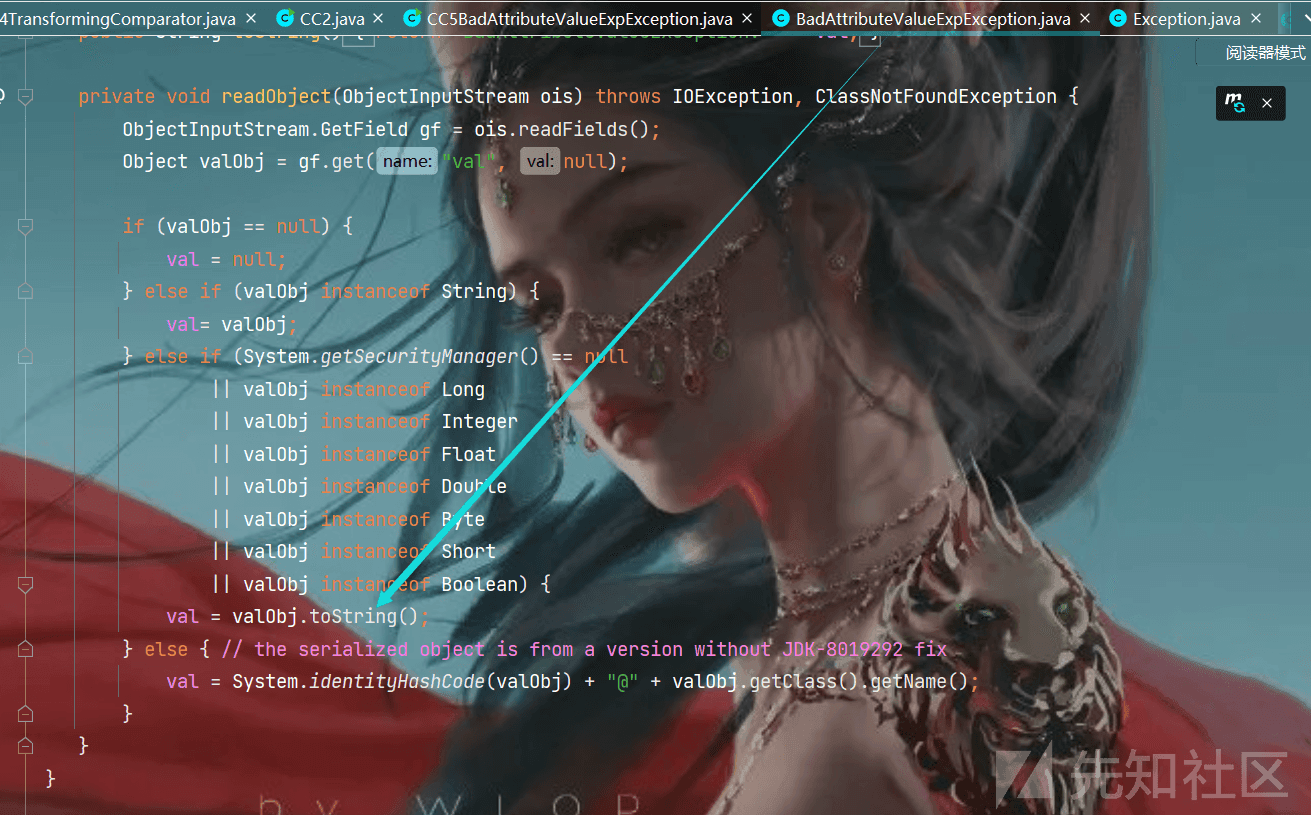 4TransformingComparator.java × CC2.java × CC5BadAttributeValueExpException.java × BadAttributeValueExpException.java × Exception.java ×
阅读器模式
private void readObject(ObjectInputStream ois) throws IOException, ClassNotFoundException {
ObjectInputStream.GetField gf = ois.readFields();
Object valObj = gf.get( name: "val", val: null);
if (valObj == null) {
val = null;
} else if (valObj instanceof String) {
val= valObj;
} else if (System.getSecurityManager() == null
|| valObj instanceof Long
|| valObj instanceof Integer
|| valObj instanceof Float
|| valObj instanceof Double
|| valObj instanceof Byte
|| valObj instanceof Short
|| valObj instanceof Boolean) {
val = valObj.toString();
} else { // the serialized object is from a version without JDK-8019292 fix
val = System.identityHashCode(valObj) + "@" + valObj.getClass().getName();
}
}
}
先知社区
by WLOP